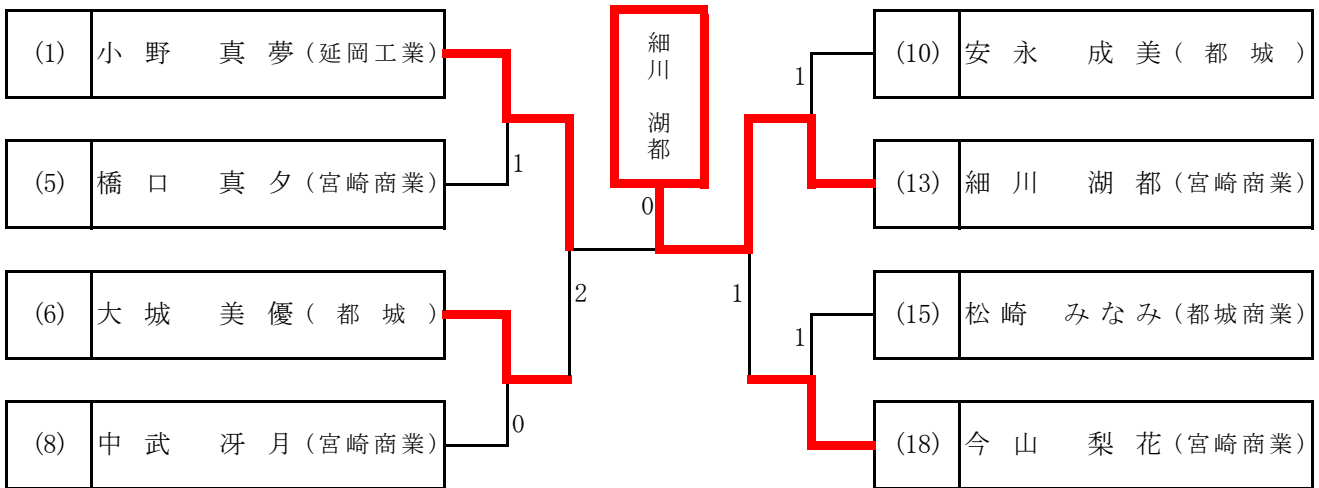 (1) 小野 真夢(延岡工業)
(5) 橋口 真夕(宮崎商業)
(6) 大城 美優(都城)
(8) 中武 冴月(宮崎商業)
1
2
0
細川 湖都
0
1
1
1
(10) 安永 成美(都城)
(13) 細川 湖都(宮崎商業)
(15) 松崎 みなみ(都城商業)
(18) 今山 梨花(宮崎商業)